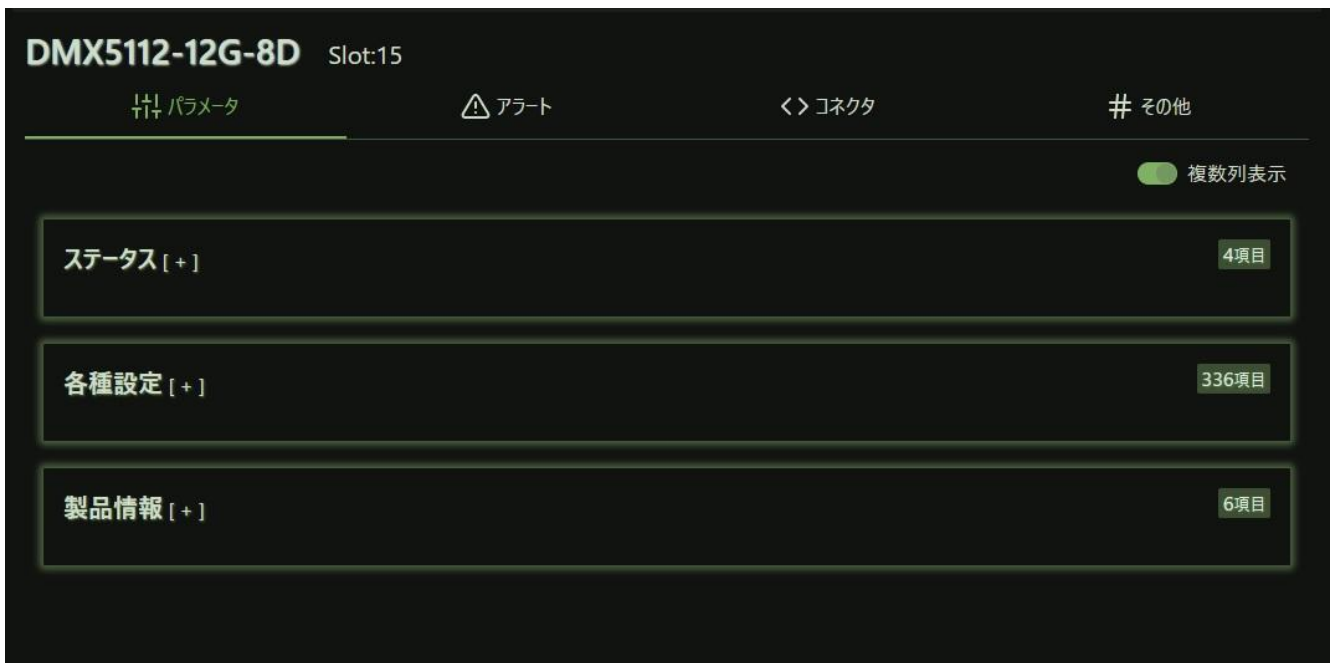 DMX5112-12G-8D Slot:15
パラメータ アラート コネクタ その他
複数列表示
ステータス [ + ] 4項目
各種設定 [ + ] 336項目
製品情報 [ + ] 6項目